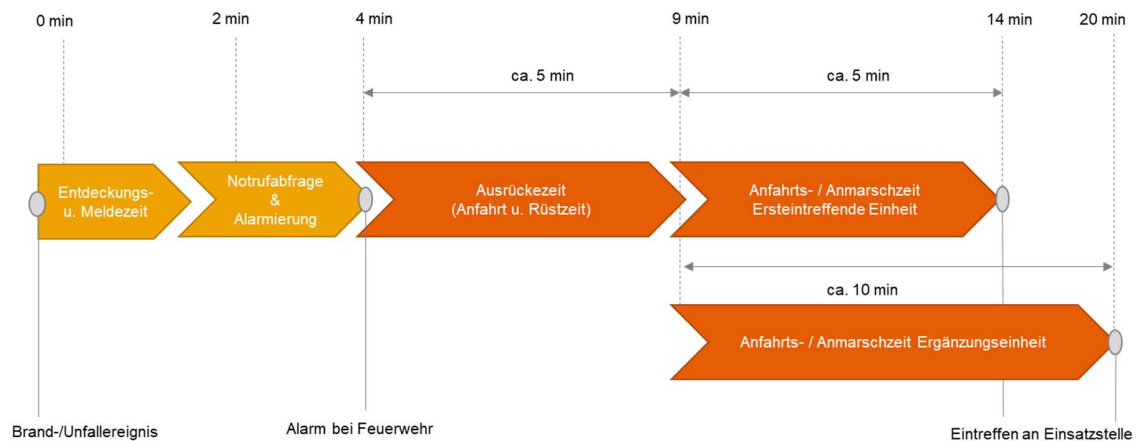 0 min
2 min
4 min
9 min
14 min
20 min
ca. 5 min
ca. 5 min
Entdeckungs-
u. Meldezeit
Notrufabfrage
&
Alarmierung
Ausrückezeit
(Anfahrt u. Rüstzeit)
Anfahrts- / Anmarschzeit
Ersteintreffende Einheit
ca. 10 min
Anfahrts- / Anmarschzeit Ergänzungseinheit
Brand-/Unfallereignis
Alarm bei Feuerwehr
Eintreffen an Einsatzstelle